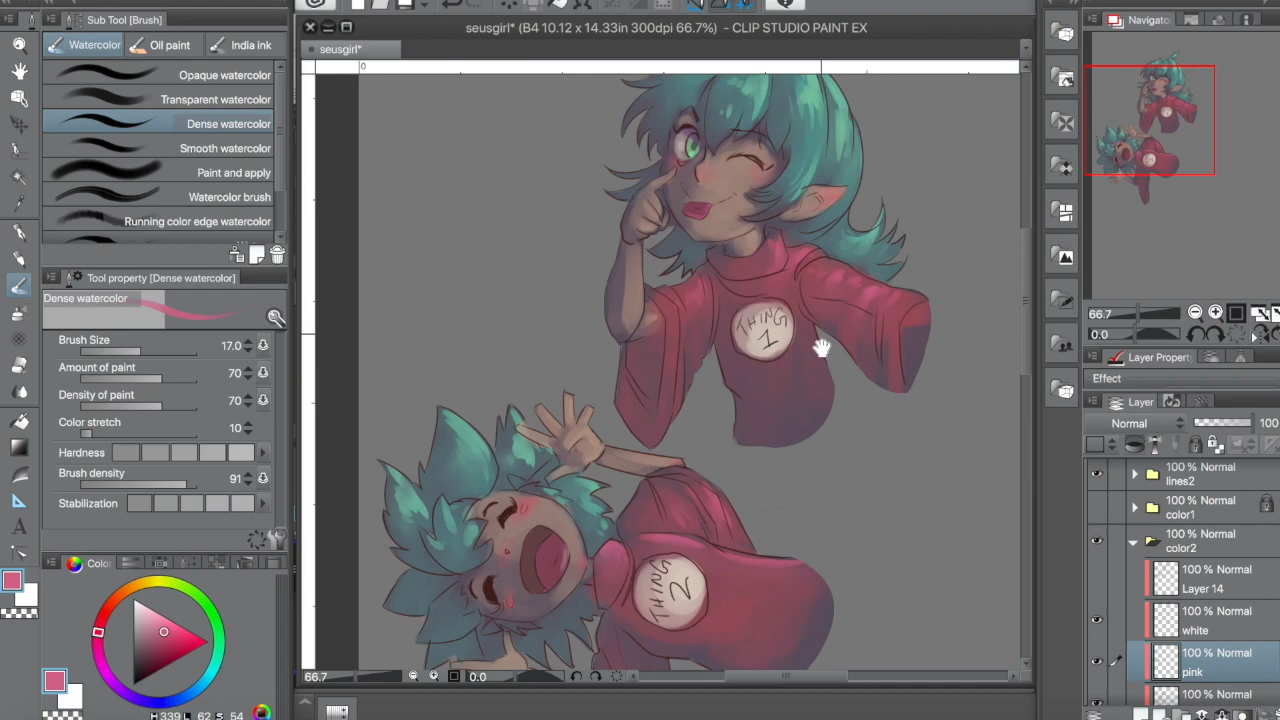 Sub Tool [Brush]
Watercolor
Oil paint
India ink
Opaque watercolor
Transparent watercolor
Dense watercolor
Smooth watercolor
Paint and apply
Watercolor brush
Running color edge watercolor
Tool property [Dense watercolor]
Dense watercolor
Brush Size 17.0
Amount of paint 70
Density of paint 70
Color stretch 10
Hardness
Brush density 91
Stabilization
Color
H 339 L 62 S 54
seusgirl* (B4 10.12 x 14.33in 300dpi 66.7%) - CLIP STUDIO PAINT EX
seusgirl*
0
THING
1
THING
2
66.7
0.0
Navigator
66.7
0.0
Layer Property
Effect
Layer
Normal
100
100 % Normal
lines2
100 % Normal
color1
100 % Normal
color2
100 % Normal
Layer 14
100 % Normal
white
100 % Normal
pink
100 % Normal